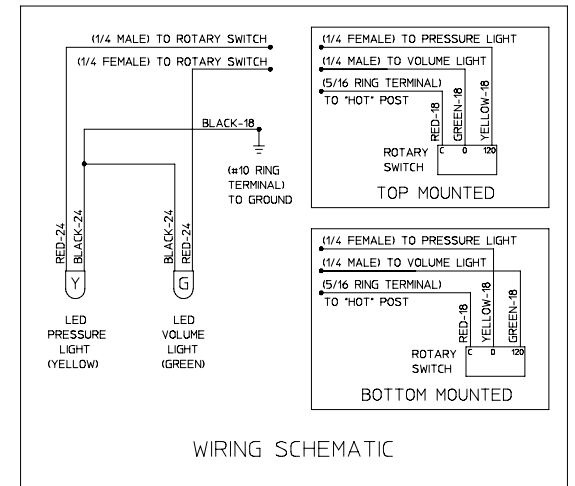 (1/4 MALE) TO ROTARY SWITCH
(1/4 FEMALE) TO ROTARY SWITCH
BLACK-18
(#10 RING
TERMINAL)
TO GROUND
RED-24
BLACK-24
BLACK-24
RED-24
Y
G
LED
PRESSURE
LIGHT
(YELLOW)
LED
VOLUME
LIGHT
(GREEN)
(1/4 FEMALE) TO PRESSURE LIGHT
(1/4 MALE) TO VOLUME LIGHT
(5/16 RING TERMINAL)
TO "HOT" POST
RED-18
GREEN-18
YELLOW-18
C 0 120
ROTARY
SWITCH
TOP MOUNTED
(1/4 FEMALE) TO PRESSURE LIGHT
(1/4 MALE) TO VOLUME LIGHT
(5/16 RING TERMINAL)
TO "HOT" POST
RED-18
YELLOW-18
GREEN-18
C 0 120
ROTARY
SWITCH
BOTTOM MOUNTED
WIRING SCHEMATIC